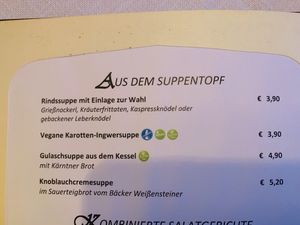 AUS DEM SUPPENTOPF
Rindssuppe mit Einlage zur Wahl € 3,90
Grießnockerl, Kräuterfrittaten, Kaspressknödel oder
gebackener Leberknödel
Vegane Karotten-Ingwersuppe € 3,90
Gulaschsuppe aus dem Kessel € 4,90
mit Kärntner Brot
Knoblauchcremesuppe € 5,20
im Sauerteigbrot vom Bäcker Weißensteiner
KOMBINIERTE SALATGERICHTE